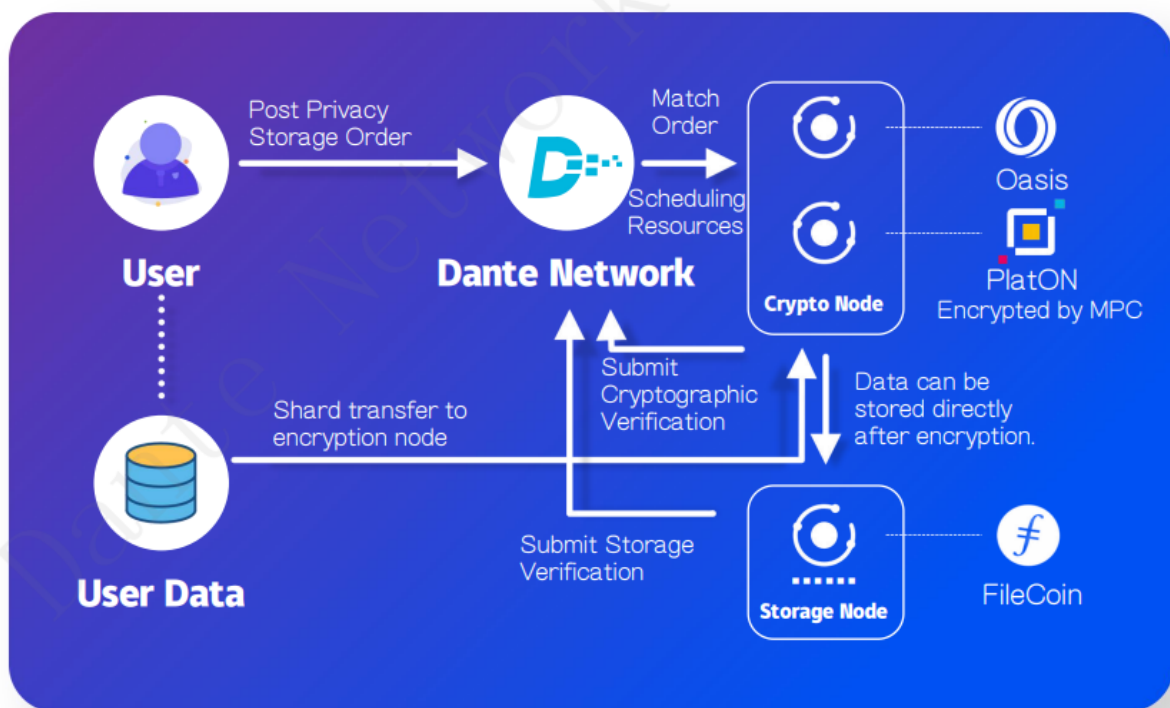 Post Privacy
Storage Order
Match
Order
Scheduling
Resources
Oasis
User
Dante Network
PlatON
Encrypted by MPC
Crypto Node
Submit
Cryptographic
Verification
Data can be
stored directly
after encryption.
Shard transfer to
encryption node
Submit Storage
Verification
User Data
Storage Node
FileCoin
Dante Network